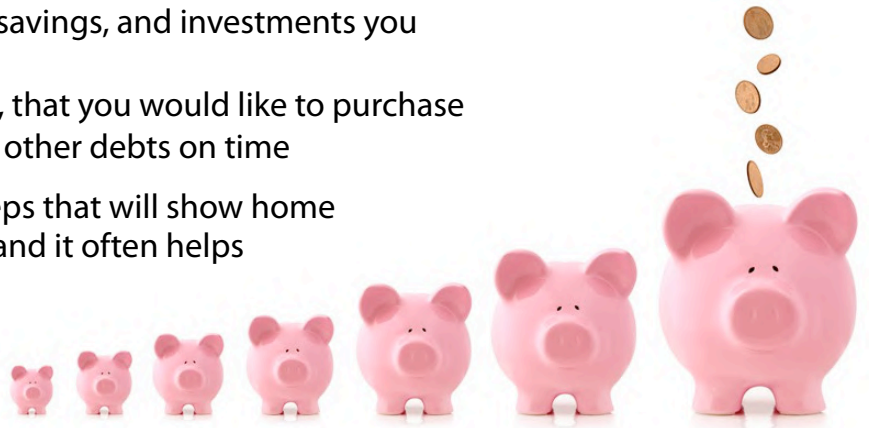 savings, and investments you
, that you would like to purchase
other debts on time
eps that will show home
and it often helps